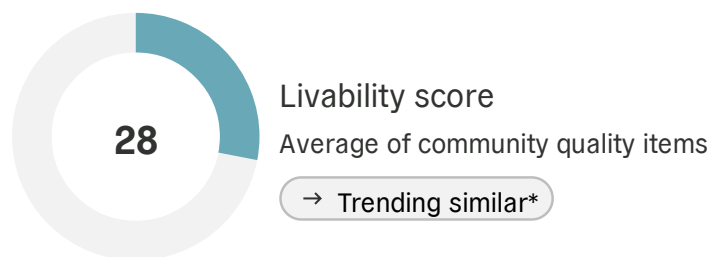 28
Livability score
Average of community quality items
→ Trending similar*